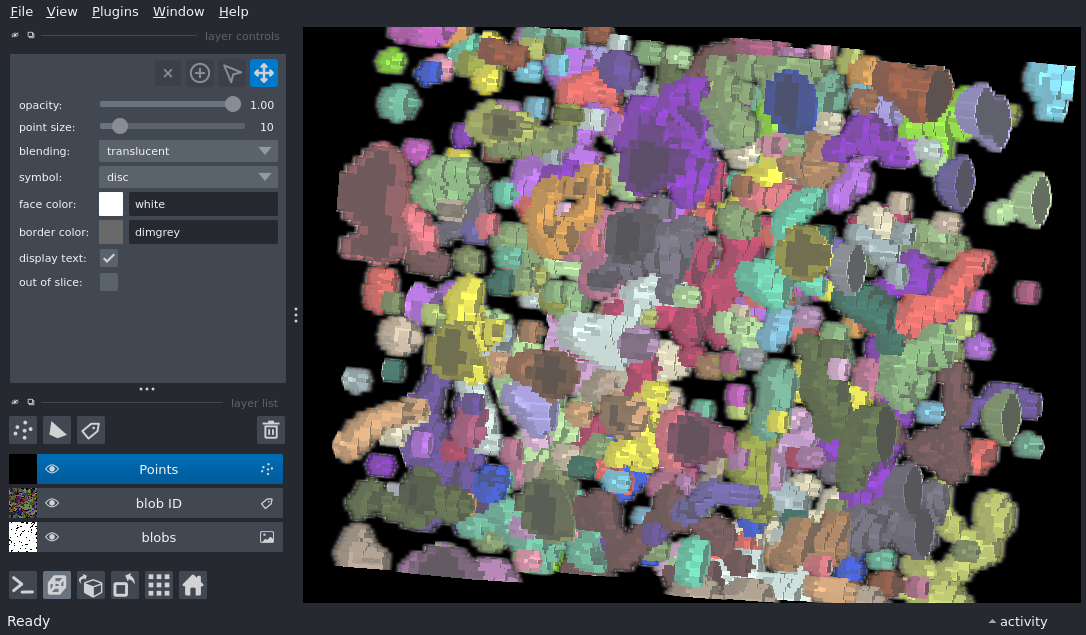 File View Plugins Window Help
layer controls
opacity: 1.00
point size: 10
blending: translucent
symbol: disc
face color: white
border color: dimgrey
display text:
out of slice:
layer list
Points
blob ID
blobs
Ready
activity